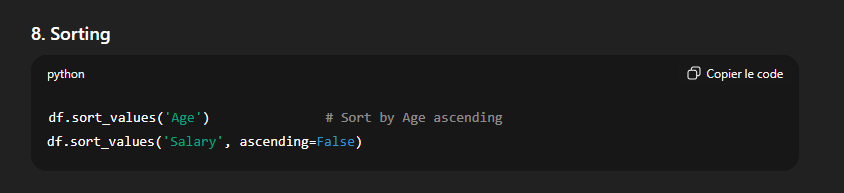 8. Sorting
python
Copier le code
df.sort_values('Age')               # Sort by Age ascending
df.sort_values('Salary', ascending=False)